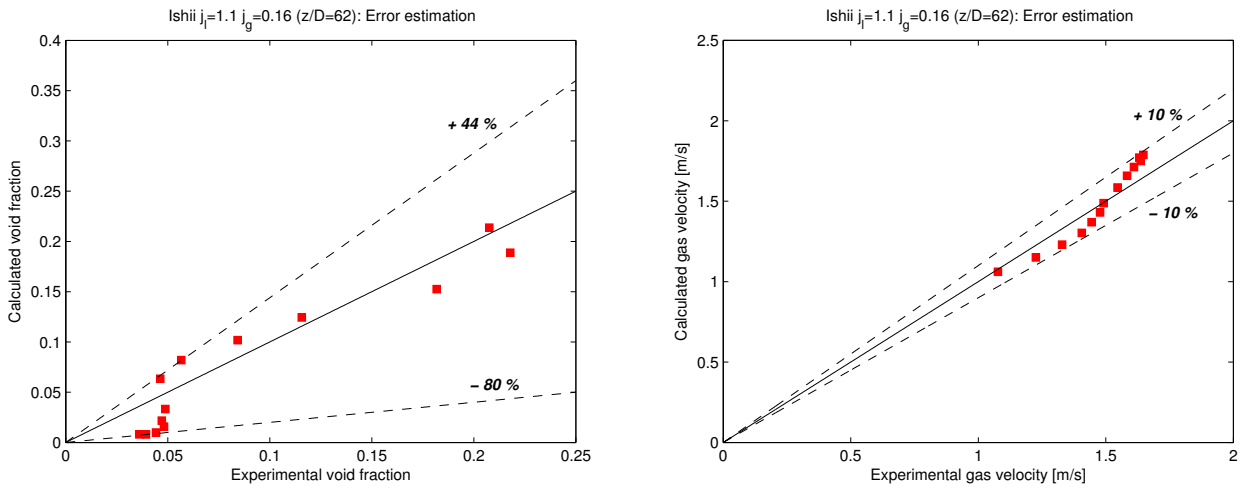 Ishii j_l=1.1 j_g=0.16 (z/D=62): Error estimation
0.4
0.35
0.3
0.25
0.2
0.15
0.1
0.05
0
Calculated void fraction
+ 44 %
− 80 %
0 0.05 0.1 0.15 0.2 0.25
Experimental void fraction
Ishii j_l=1.1 j_g=0.16 (z/D=62): Error estimation
2.5
2
1.5
1
0.5
0
Calculated gas velocity [m/s]
+ 10 %
− 10 %
0 0.5 1 1.5 2
Experimental gas velocity [m/s]